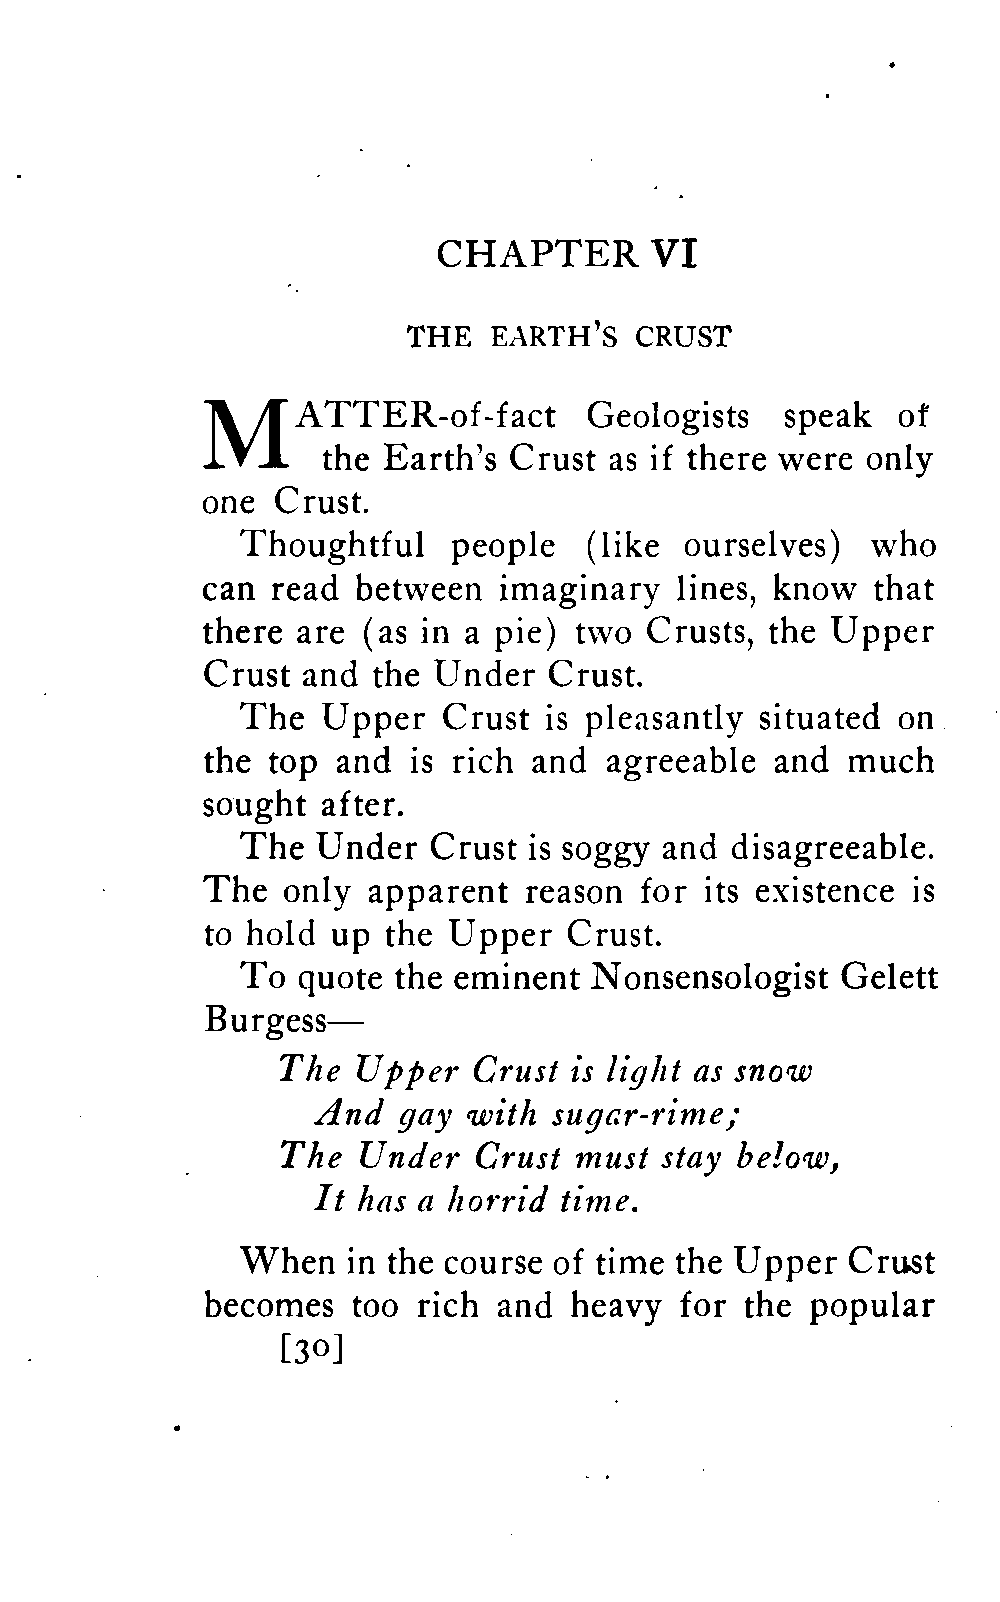 CHAPTER VI
THE EARTH'S CRUST
MATTER-of-fact Geologists speak of
the Earth's Crust as if there were only
one Crust.
Thoughtful people (like ourselves) who
can read between imaginary lines, know that
there are (as in a pie) two Crusts, the Upper
Crust and the Under Crust.
The Upper Crust is pleasantly situated on
the top and is rich and agreeable and much
sought after.
The Under Crust is soggy and disagreeable.
The only apparent reason for its existence is
to hold up the Upper Crust.
To quote the eminent Nonsensologist Gelett
Burgess—
The Upper Crust is light as snow
And gay with sugar-rime;
The Under Crust must stay below,
It has a horrid time.
When in the course of time the Upper Crust
becomes too rich and heavy for the popular
[30]